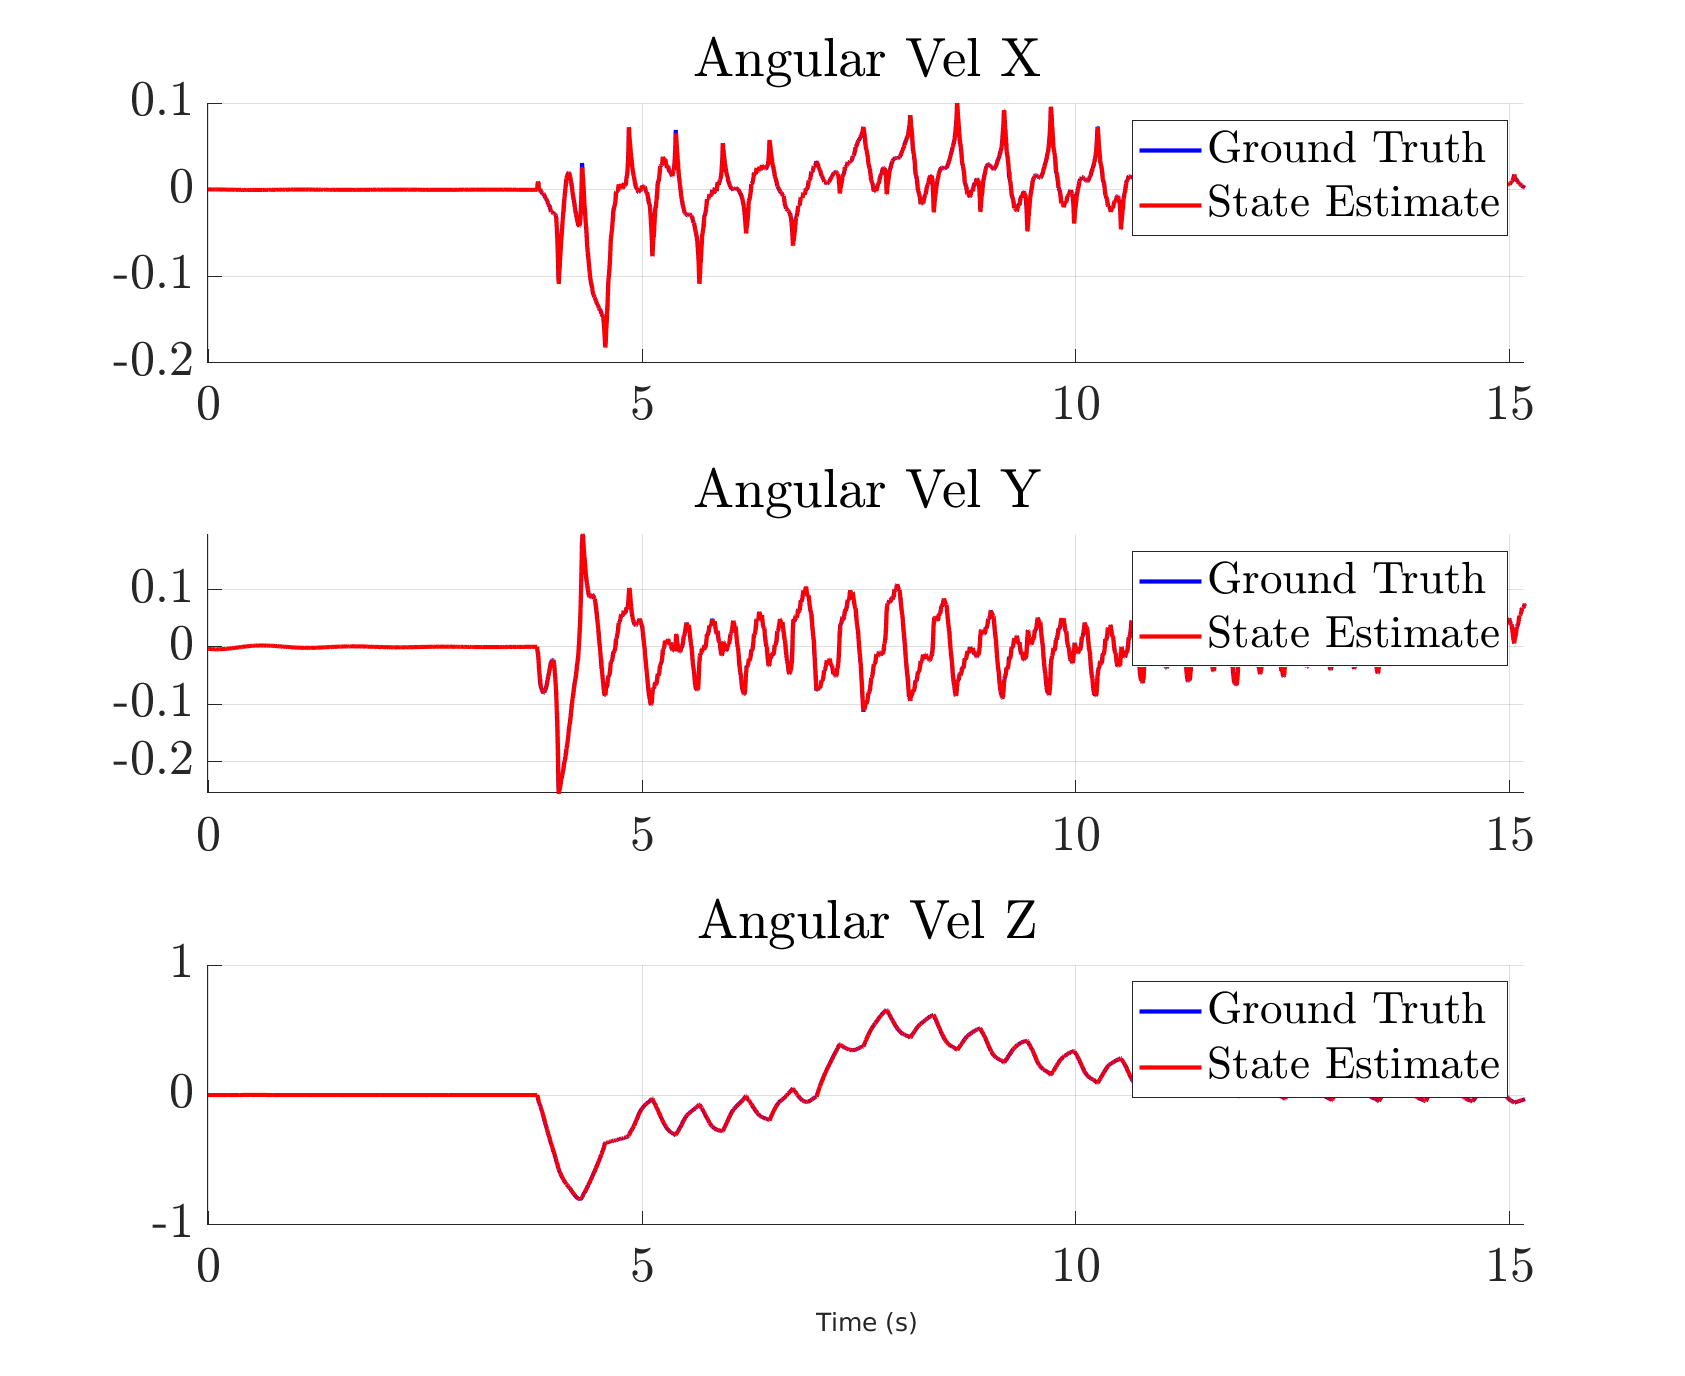 Angular Vel X
0.1
0
-0.1
-0.2
Ground Truth
State Estimate
0 5 10 15
Angular Vel Y
0.1
0
-0.1
-0.2
Ground Truth
State Estimate
0 5 10 15
Angular Vel Z
1
0
-1
Ground Truth
State Estimate
0 5 10 15
Time (s)